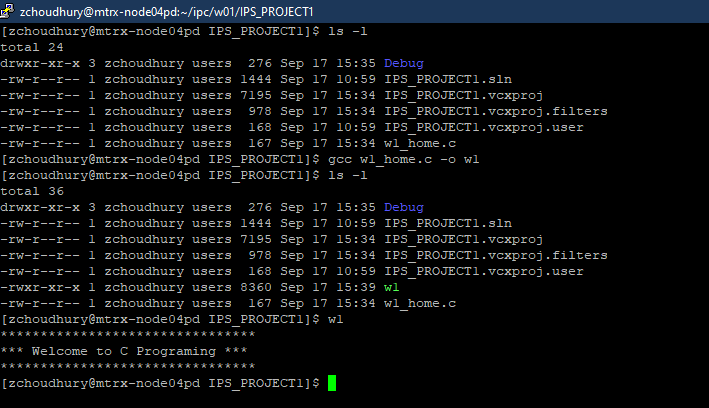 zchoudhury@mtrx-node04pd:~/ipc/w01/IPS_PROJECT1
[zchoudhury@mtrx-node04pd IPS_PROJECT1]$ ls -l
total 24
drwxr-xr-x 3 zchoudhury users  276 Sep 17 15:35 Debug
-rw-r--r-- 1 zchoudhury users 1444 Sep 17 10:59 IPS_PROJECT1.sln
-rw-r--r-- 1 zchoudhury users 7195 Sep 17 15:34 IPS_PROJECT1.vcxproj
-rw-r--r-- 1 zchoudhury users  978 Sep 17 15:34 IPS_PROJECT1.vcxproj.filters
-rw-r--r-- 1 zchoudhury users  168 Sep 17 10:59 IPS_PROJECT1.vcxproj.user
-rw-r--r-- 1 zchoudhury users  167 Sep 17 15:34 w1_home.c
[zchoudhury@mtrx-node04pd IPS_PROJECT1]$ gcc w1_home.c -o w1
[zchoudhury@mtrx-node04pd IPS_PROJECT1]$ ls -l
total 36
drwxr-xr-x 3 zchoudhury users  276 Sep 17 15:35 Debug
-rw-r--r-- 1 zchoudhury users 1444 Sep 17 10:59 IPS_PROJECT1.sln
-rw-r--r-- 1 zchoudhury users 7195 Sep 17 15:34 IPS_PROJECT1.vcxproj
-rw-r--r-- 1 zchoudhury users  978 Sep 17 15:34 IPS_PROJECT1.vcxproj.filters
-rw-r--r-- 1 zchoudhury users  168 Sep 17 10:59 IPS_PROJECT1.vcxproj.user
-rwxr-xr-x 1 zchoudhury users 8360 Sep 17 15:39 w1
-rw-r--r-- 1 zchoudhury users  167 Sep 17 15:34 w1_home.c
[zchoudhury@mtrx-node04pd IPS_PROJECT1]$ w1
********************************
*** Welcome to C Programing ***
********************************
[zchoudhury@mtrx-node04pd IPS_PROJECT1]$